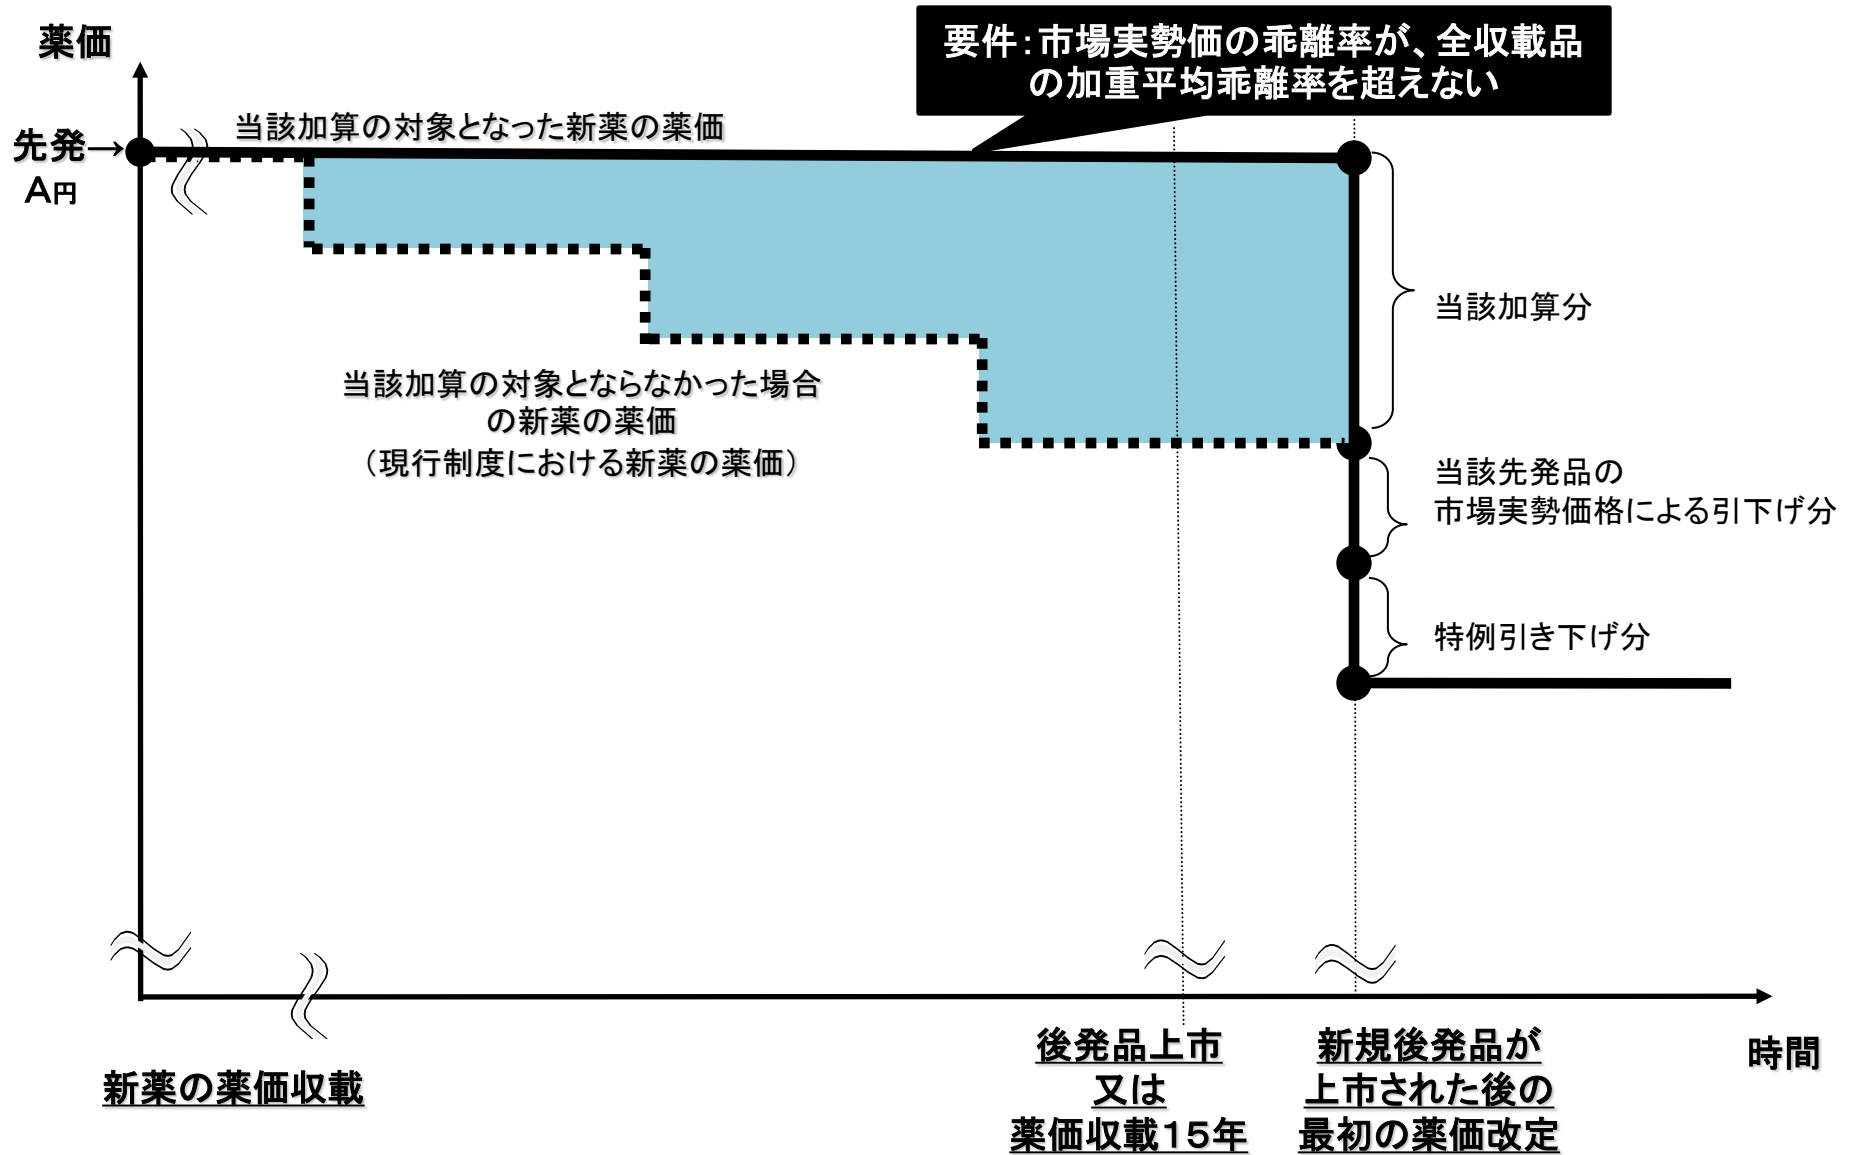 薬価
要件：市場実勢価の乖離率が、全収載品
の加重平均乖離率を超えない
当該加算の対象となった新薬の薬価
先発→
A円
当該加算分
当該加算の対象とならなかった場合
の新薬の薬価
（現行制度における新薬の薬価）
当該先発品の
市場実勢価格による引下げ分
特例引き下げ分
新薬の薬価収載
後発品上市
又は
薬価収載１５年
新規後発品が
上市された後の
最初の薬価改定
時間